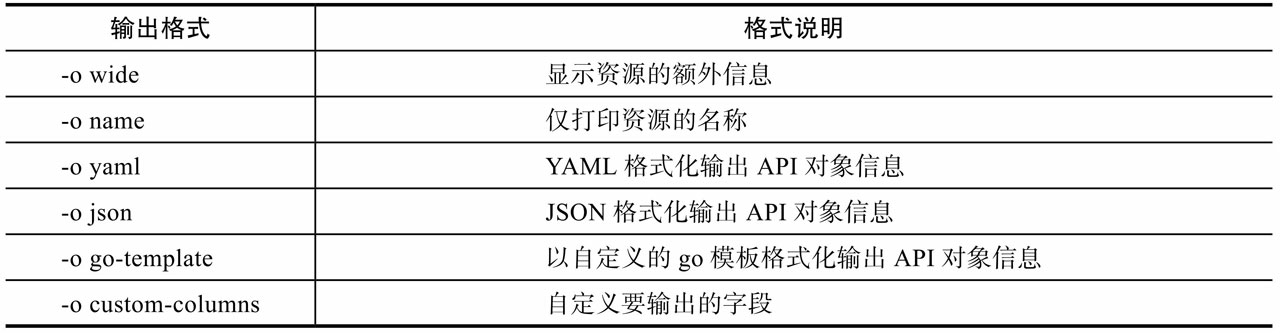 输出格式 格式说明
-o wide 显示资源的额外信息
-o name 仅打印资源的名称
-o yaml YAML 格式化输出 API 对象信息
-o json JSON 格式化输出 API 对象信息
-o go-template 以自定义的 go 模板格式化输出 API 对象信息
-o custom-columns 自定义要输出的字段